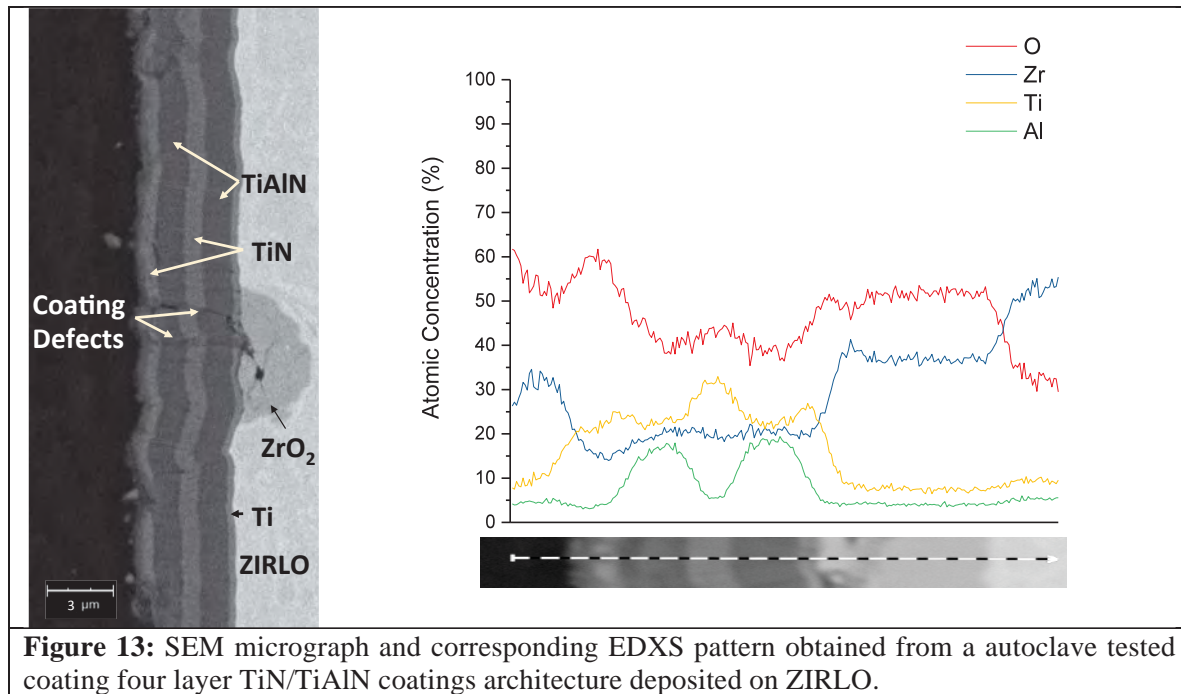 TiAlN
TiN
Coating
Defects
ZrO2
Ti
ZIRLO
3 μm
O
Zr
Ti
Al
100
90
80
70
60
50
40
30
20
10
0
Atomic Concentration (%)
Figure 13: SEM micrograph and corresponding EDXS pattern obtained from a autoclave tested
coating four layer TiN/TiAlN coatings architecture deposited on ZIRLO.